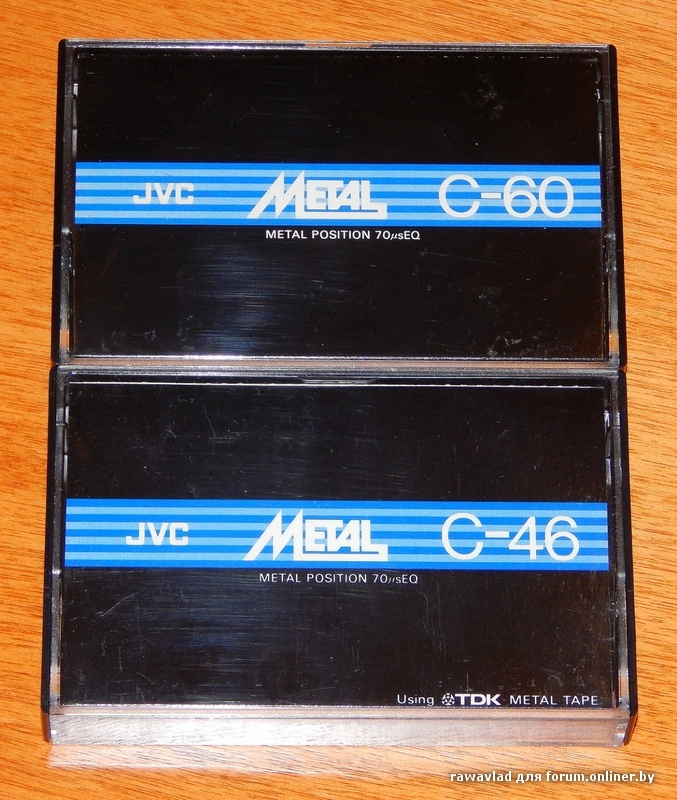 JVC METAL C-60
METAL POSITION 70μsEQ
JVC METAL C-46
METAL POSITION 70μsEQ
Using TDK METAL TAPE
rawavlad для forum.onliner.by